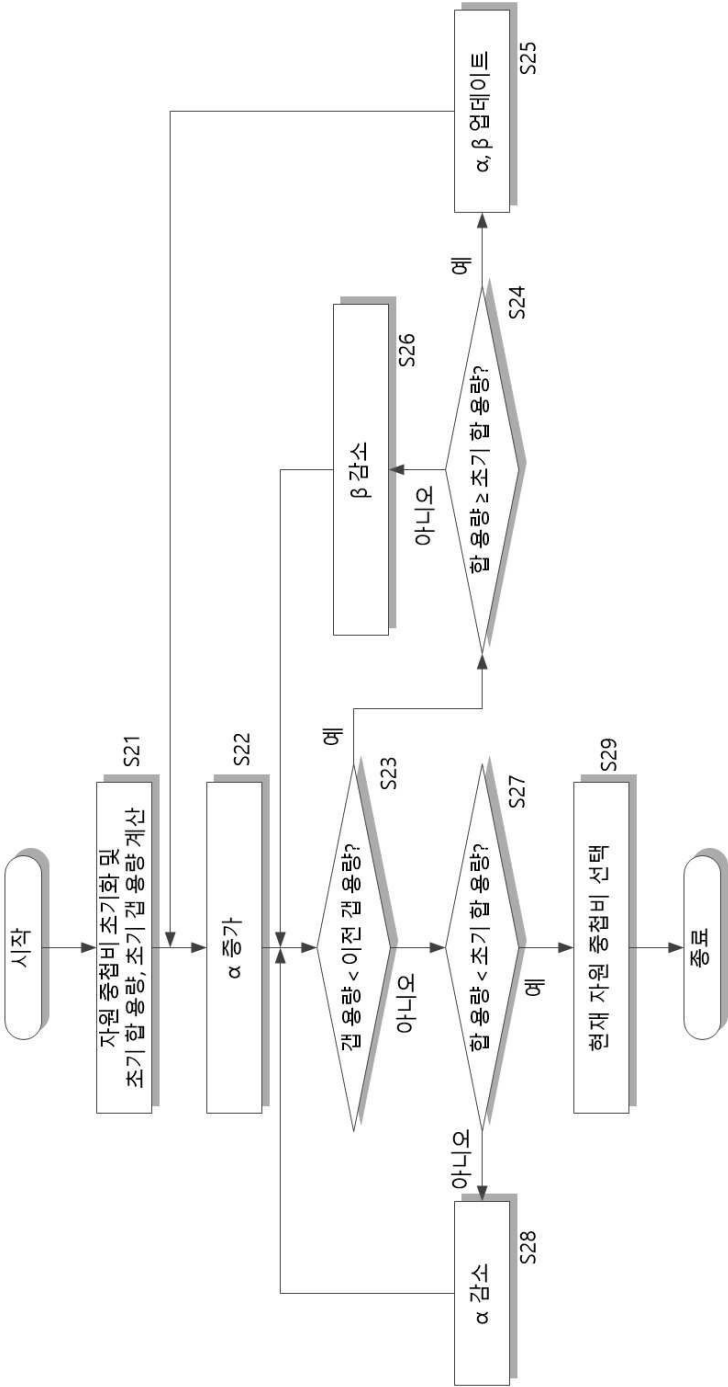 시작
자원 중첩비 초기화 및
초기 합 용량, 초기 갭 용량 계산
S21
α 증가
S22
갭 용량 < 이전 갭 용량?
S23
예
아니오
합 용량 ≥ 초기 합 용량?
S24
예
아니오
α, β 업데이트
S25
β 감소
S26
합 용량 < 초기 합 용량?
S27
아니오
예
α 감소
S28
현재 자원 중첩비 선택
S29
종료